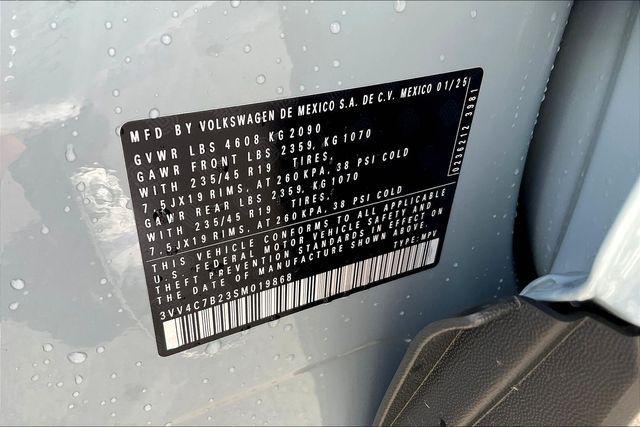 MFD BY VOLKSWAGEN DE MEXICO S.A. DE C.V. MEXICO 01/25
GVWR LBS 4608 KG 2090
GAWR FRONT LBS 2359, KG 1070
WITH 235/45 R19 TIRES,
7.5JX19 RIMS, AT 260KPA, 38 PSI COLD
GAWR REAR LBS 2359, KG 1070
WITH 235/45 R19 TIRES,
7.5JX19 RIMS, AT 260KPA, 38 PSI COLD
THIS VEHICLE CONFORMS TO ALL APPLICABLE
U.S. FEDERAL MOTOR VEHICLE SAFETY AND
THEFT PREVENTION STANDARDS IN EFFECT ON
THE DATE OF MANUFACTURE SHOWN ABOVE.
3VV4C7B23SM019868 TYPE: MPV
0236212 3981